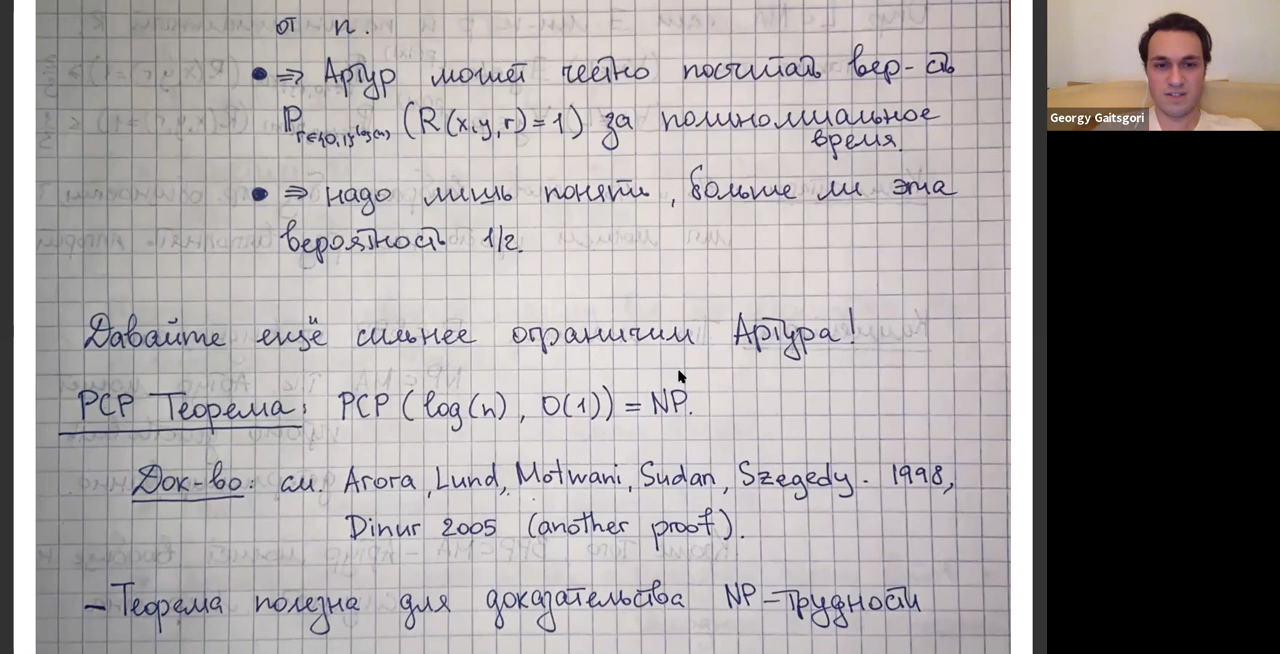 от n.
• ⇒ Артур может честно посчитать вер-сть
P_{r∈{0,1}^{log(n)}} (R(x,y,r)=1) за полиномиальное
время.
• ⇒ надо лишь понять, больше ли эта
вероятность 1/2.
Давайте ещё сильнее ограничим Артура!
PCP Теорема: PCP(log(n), O(1)) = NP.
Док-во: см. Arora, Lund, Motwani, Sudan, Szegedy. 1998,
Dinur 2005 (another proof).
– Теорема полезна для доказательства NP-трудности
Georgy Gaitsgori